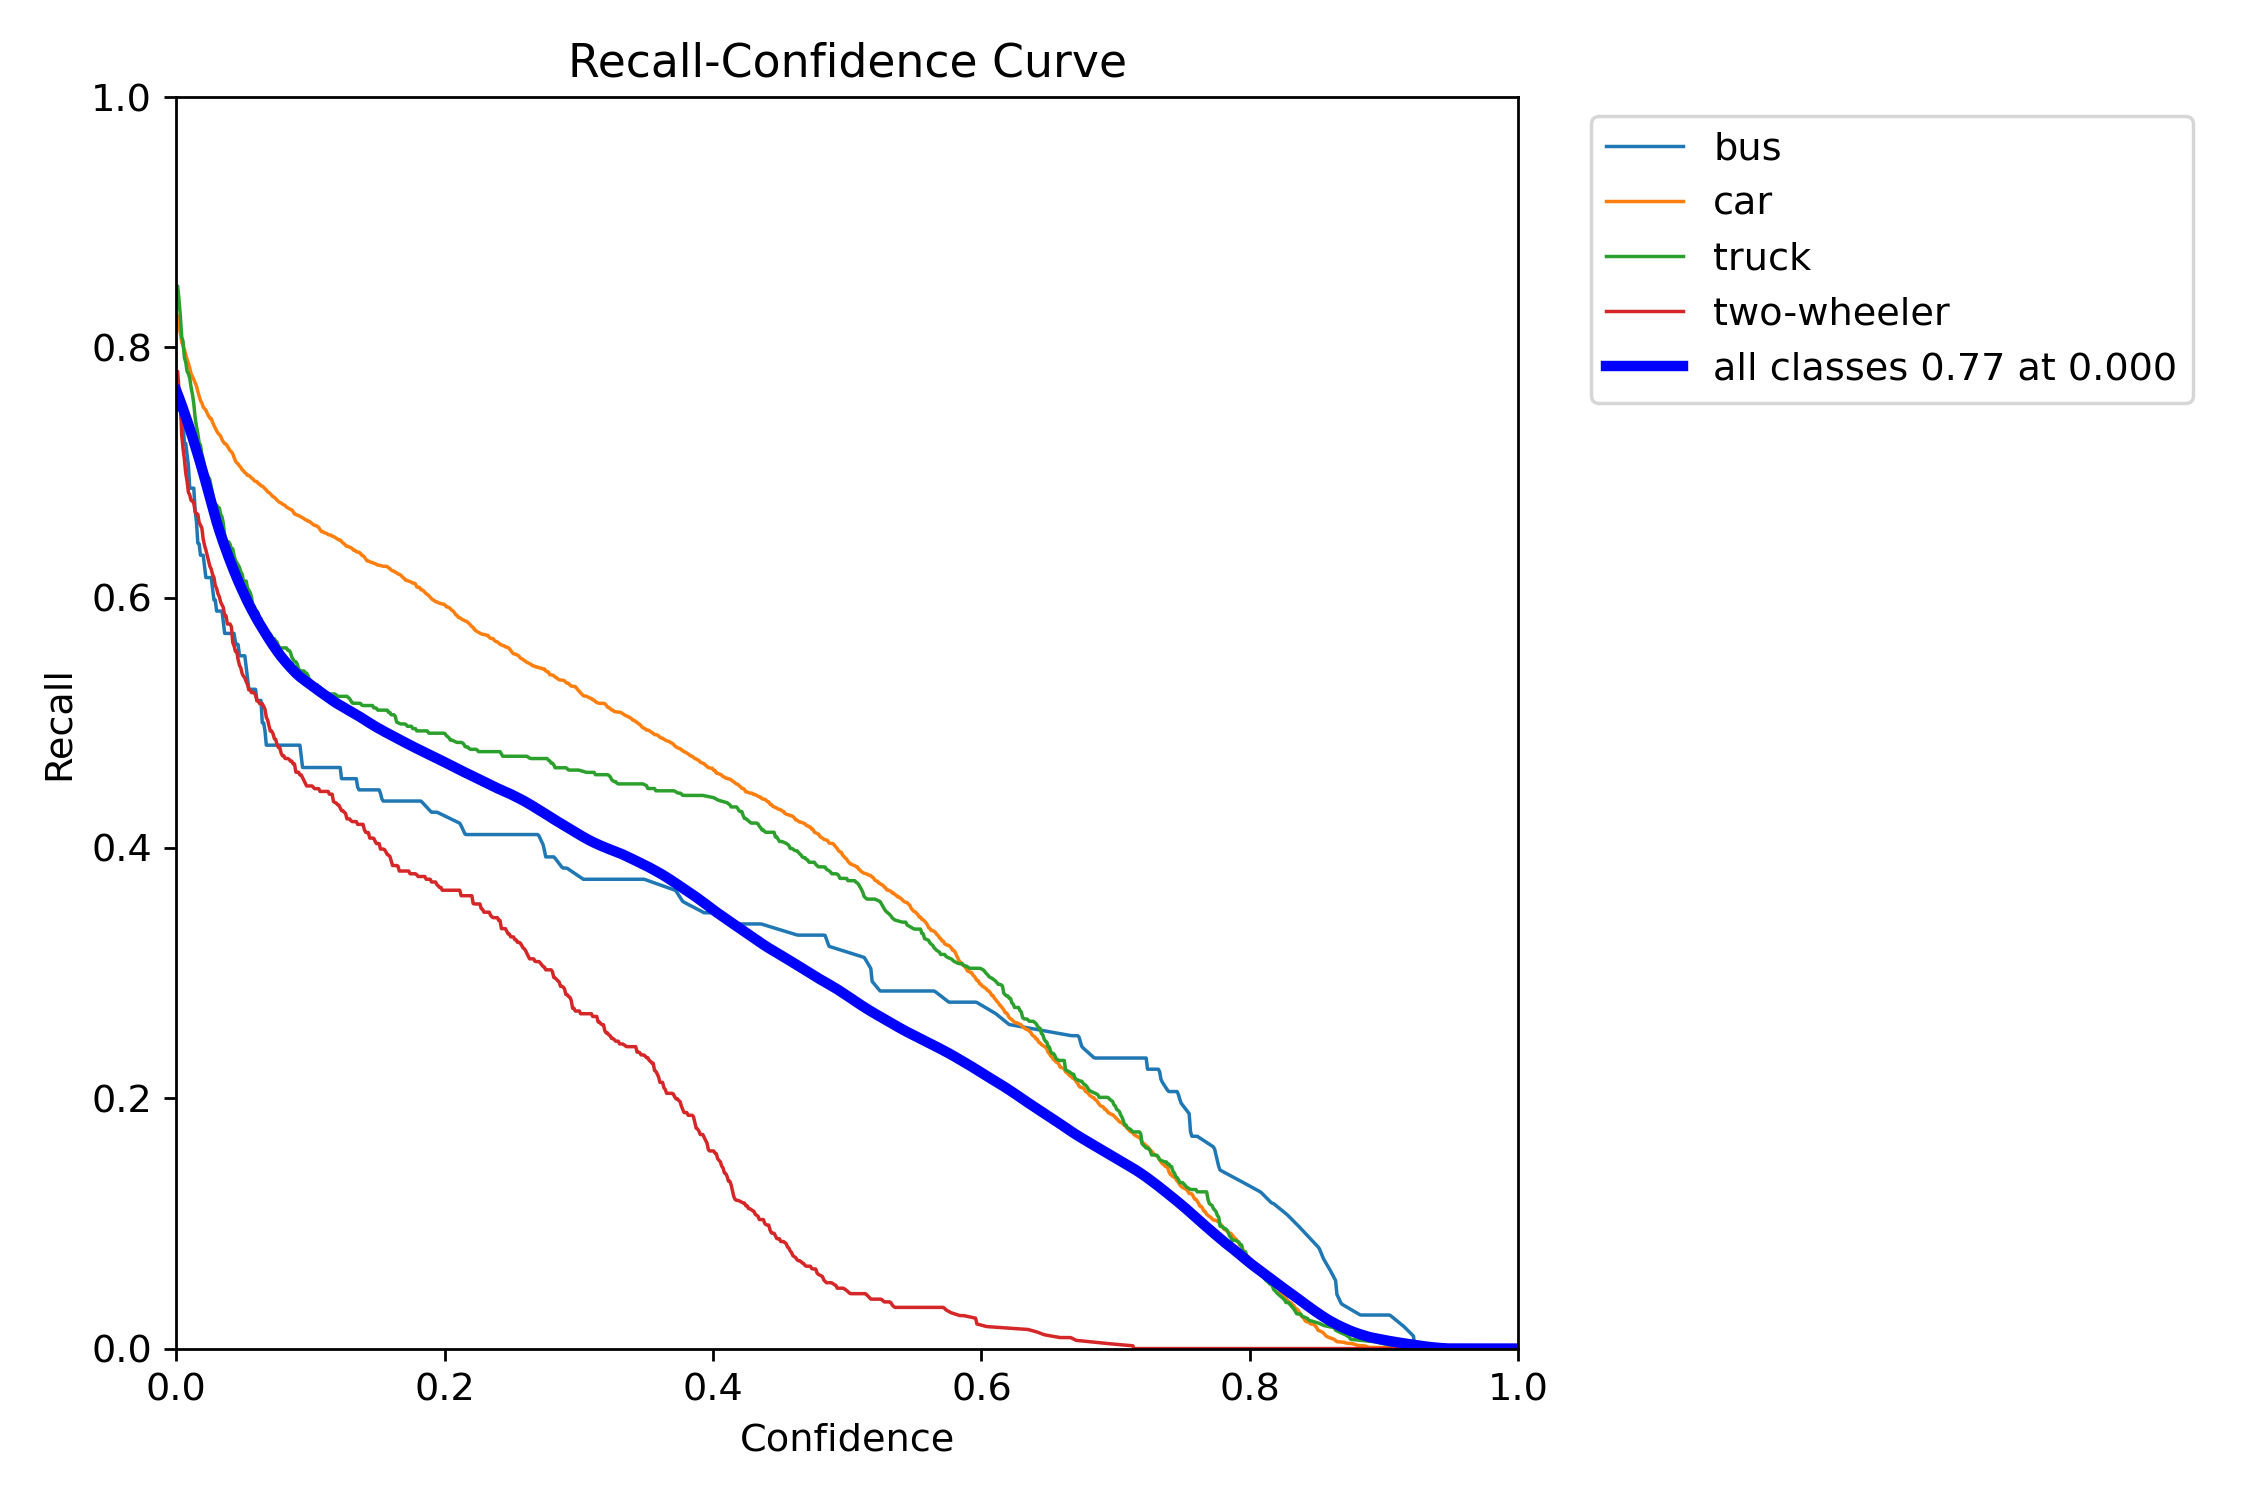 Recall-Confidence Curve
1.0
0.8
0.6
0.4
0.2
0.0
Recall
0.0 0.2 0.4 0.6 0.8 1.0
Confidence
bus
car
truck
two-wheeler
all classes 0.77 at 0.000